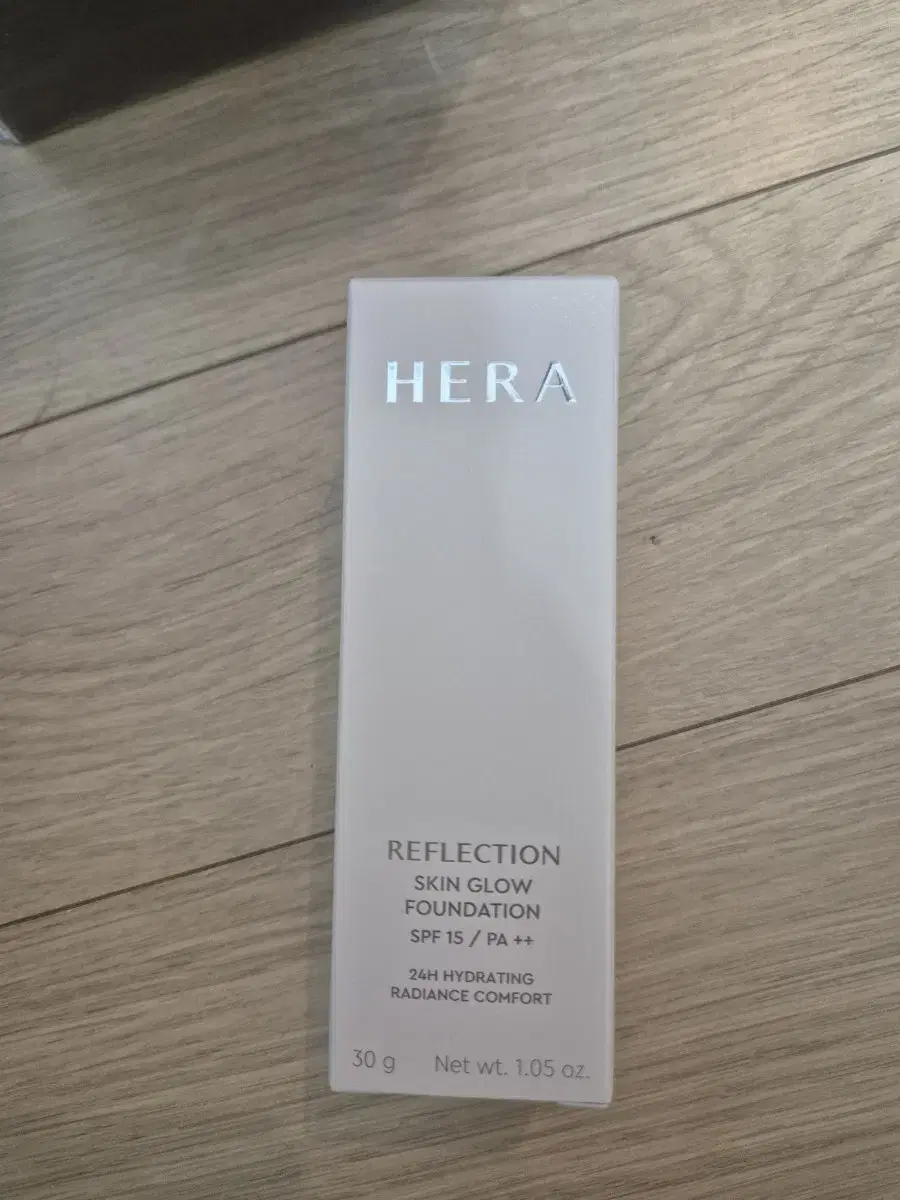 HERA
REFLECTION
SKIN GLOW
FOUNDATION
SPF 15 / PA ++
24H HYDRATING
RADIANCE COMFORT
30 g Net wt. 1.05 oz.